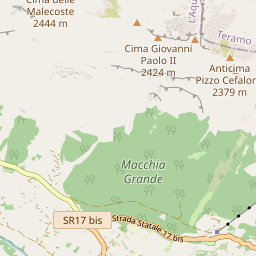 Cima delle
Malecoste
2444 m
L'Aqu
Teramo
Cima Giovanni
Paolo II
2424 m
Anticima
Pizzo Cefalon
2379 m
Macchia
Grande
SR17 bis
Strada Statale 17 bis